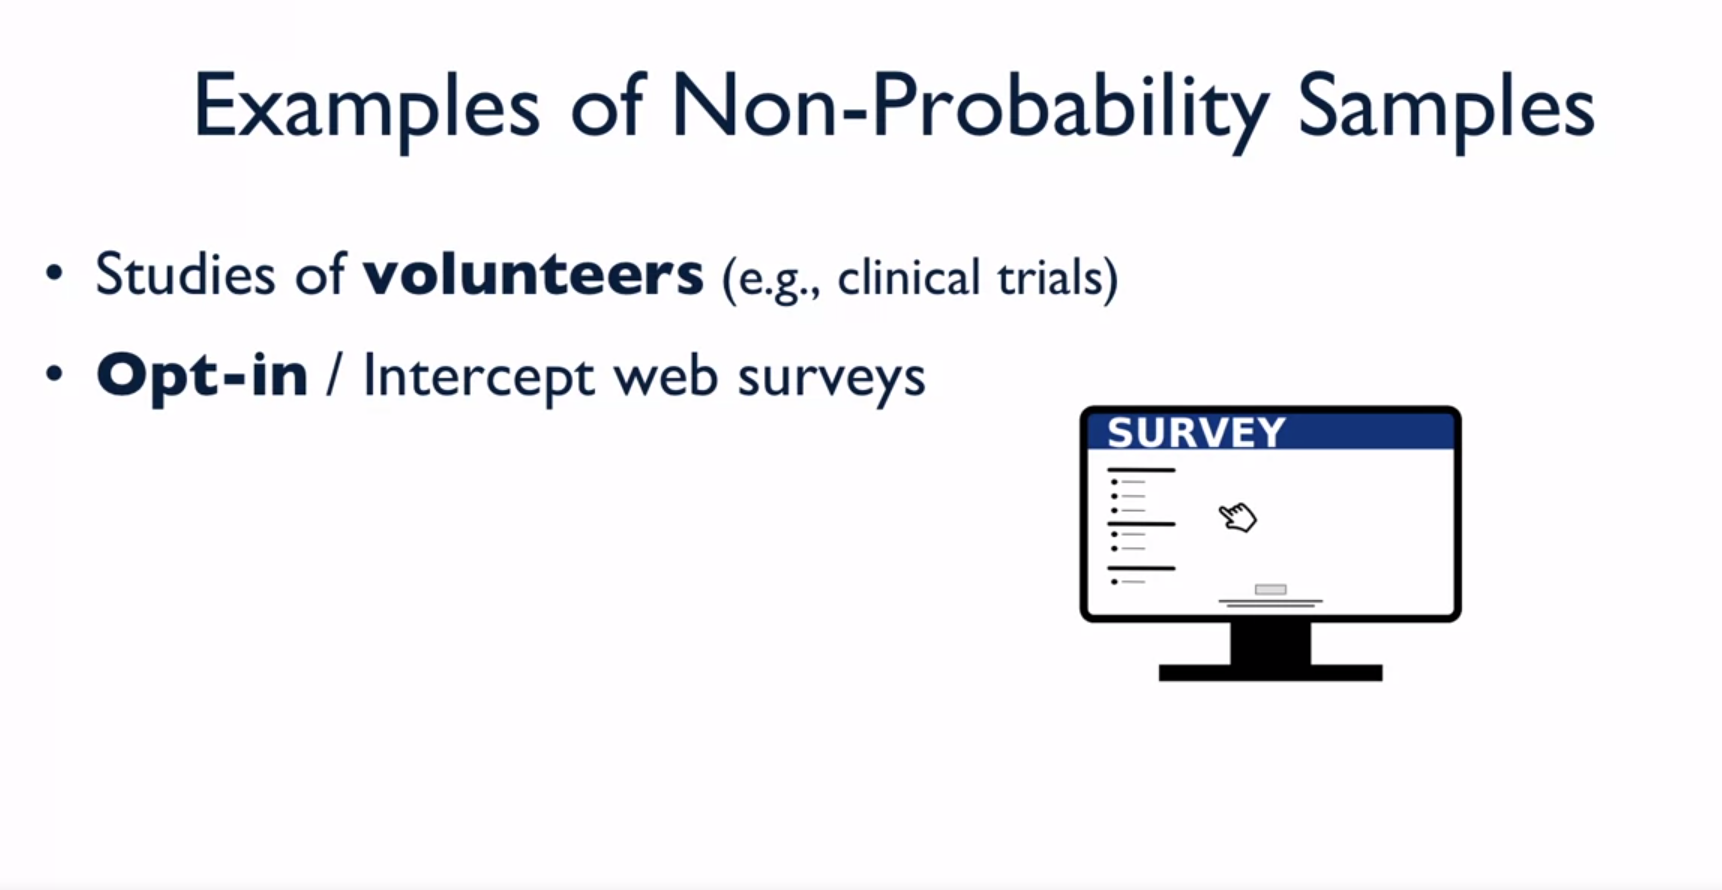 Examples of Non-Probability Samples
• Studies of volunteers (e.g., clinical trials)
• Opt-in / Intercept web surveys
SURVEY